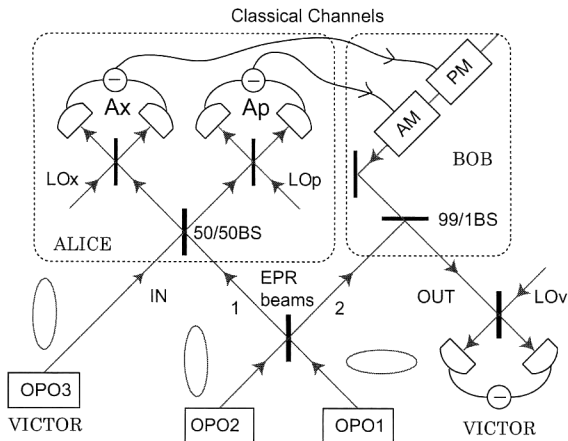 Classical Channels
PM
Ax
Ap
AM
LOx
LOp
BOB
50/50BS
99/1BS
ALICE
EPR
beams
IN
1
2
OUT
LOv
OPO3
OPO2
OPO1
VICTOR
VICTOR